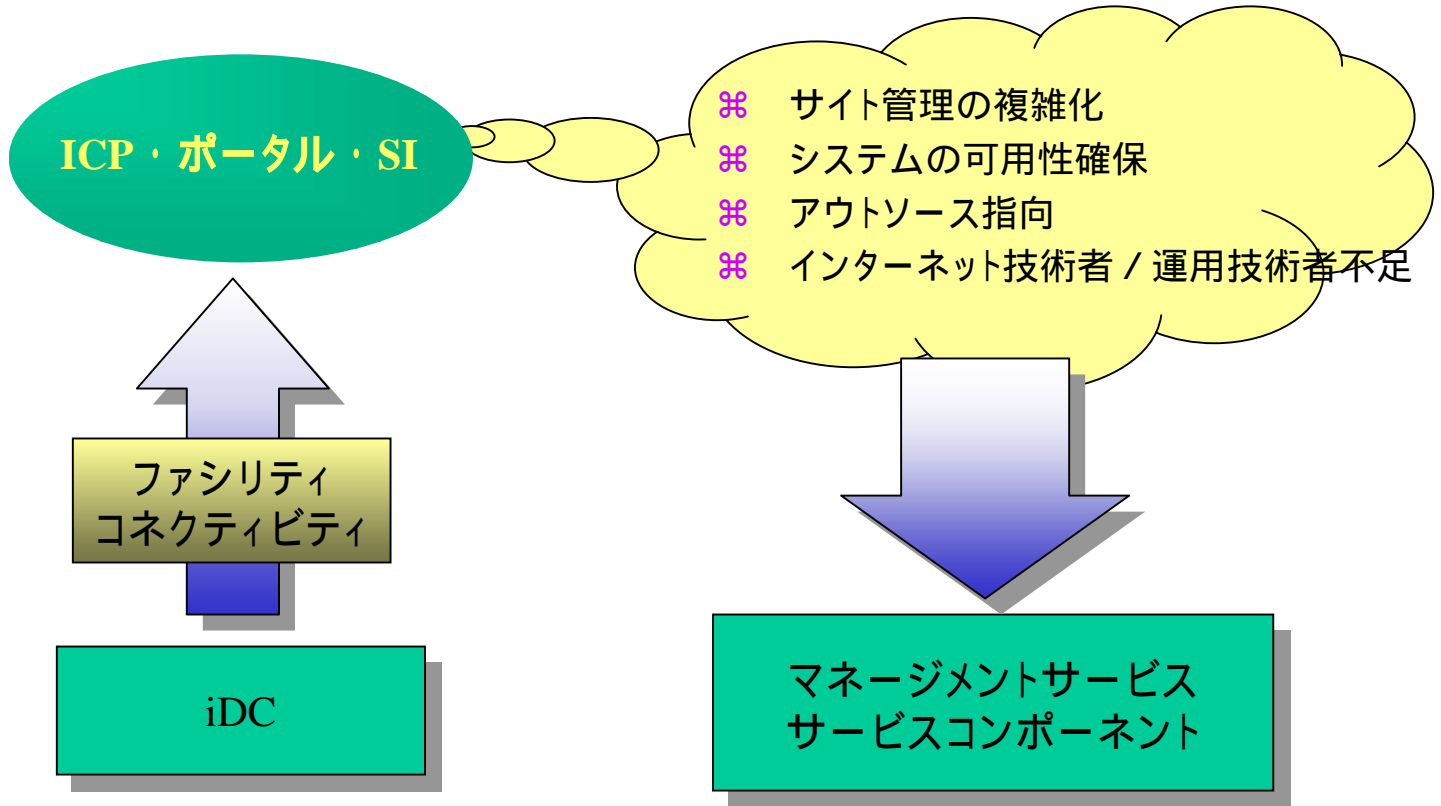 ICP・ポータル・SI
⌘ サイト管理の複雑化
⌘ システムの可用性確保
⌘ アウトソース指向
⌘ インターネット技術者/運用技術者不足
ファシリティ
コネクティビティ
iDC
マネージメントサービス
サービスコンポーネント